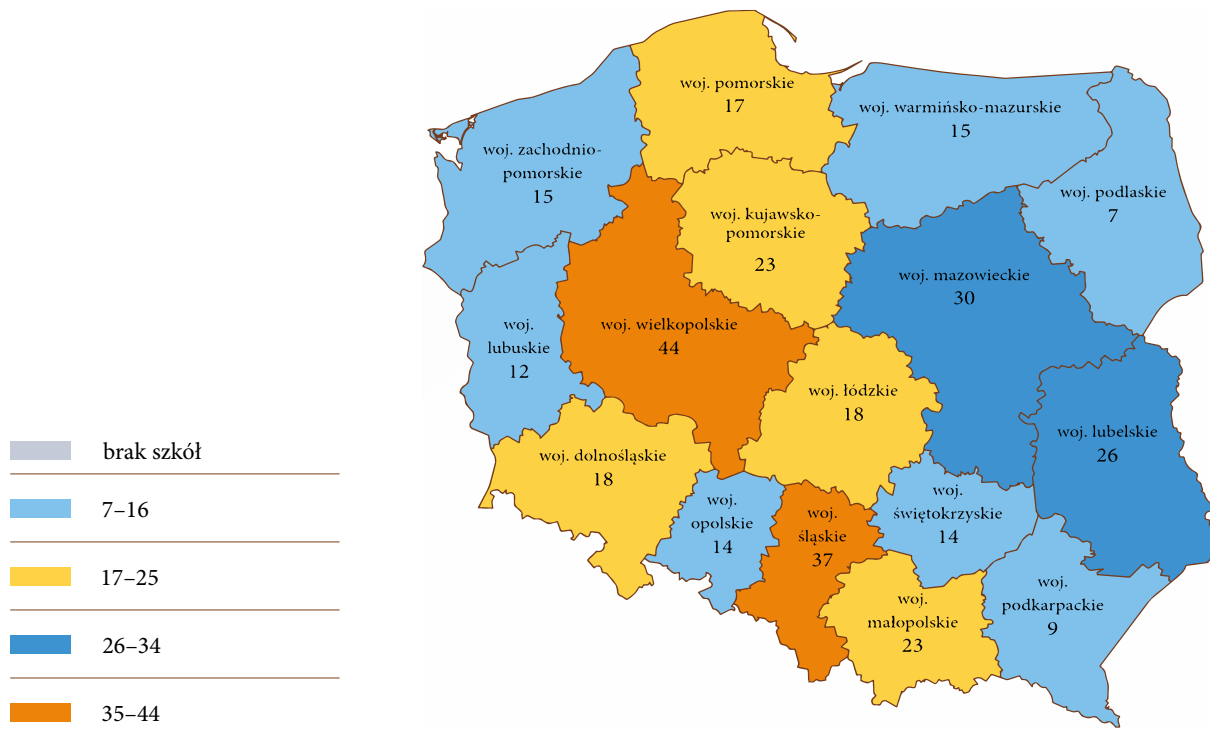 woj. pomorskie
17
woj. warmińsko-mazurskie
15
woj. zachodnio-
pomorskie
15
woj. podlaskie
7
woj. kujawsko-
pomorskie
23
woj. mazowieckie
30
woj.
lubuskie
12
woj. wielkopolskie
44
woj. łódzkie
18
woj. lubelskie
26
woj. dolnośląskie
18
woj.
opolskie
14
woj.
śląskie
37
woj.
świętokrzyskie
14
woj.
małopolskie
23
woj.
podkarpackie
9
brak szkół
7–16
17–25
26–34
35–44